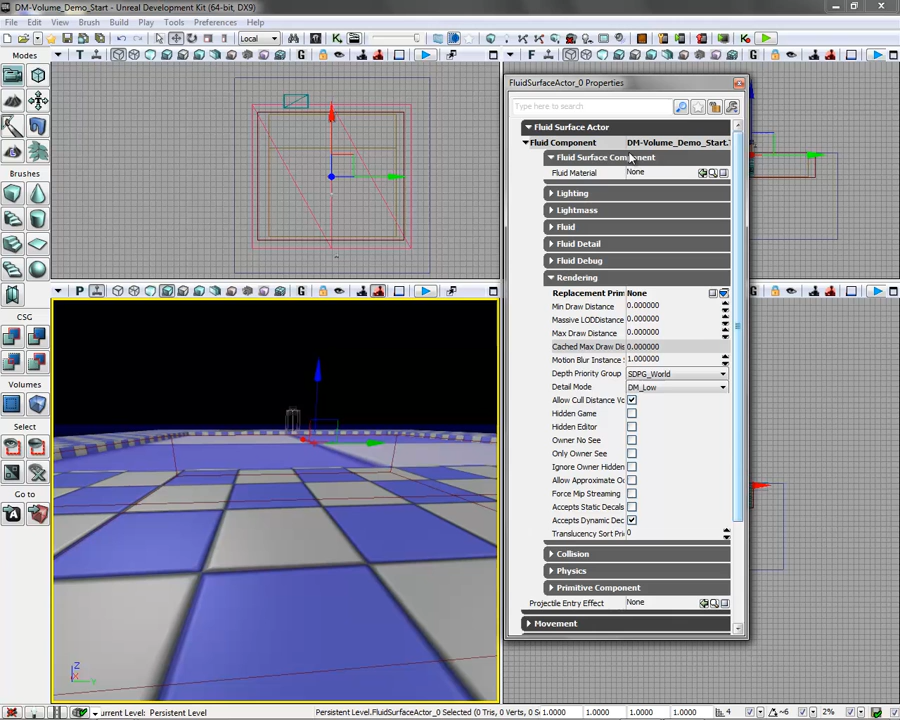 DM-Volume_Demo_Start - Unreal Development Kit (64-bit, DX9)
File Edit View Brush Build Play Tools Preferences Help
Local
Modes
T
G
F
G
FluidSurfaceActor_0 Properties
Type here to search
Fluid Surface Actor
Fluid Component DM-Volume_Demo_Start.T
Fluid Surface Component
Fluid Material None
Lighting
Lightmass
Fluid
Fluid Detail
Fluid Debug
Rendering
Replacement Prim None
Min Draw Distance 0.000000
Massive LODDistance 0.000000
Max Draw Distance 0.000000
Cached Max Draw Dis 0.000000
Motion Blur Instance 1.000000
Depth Priority Group SDPG_World
Detail Mode DM_Low
Allow Cull Distance Vo
Hidden Game
Hidden Editor
Owner No See
Only Owner See
Ignore Owner Hidden
Allow Approximate Oc
Force Mip Streaming
Accepts Static Decals
Accepts Dynamic Dec
Translucency Sort Prio 0
Collision
Physics
Primitive Component
Projectile Entry Effect None
Movement
Brushes
CSG
Volumes
Select
Go to
P
G
Z
X
Y
urrent Level: Persistent Level
Persistent Level.FluidSurfaceActor_0 Selected (0 Tris, 0 Verts, 0 S 1.0000 1.0000 1.0000 1.0000 4 ~6 2%